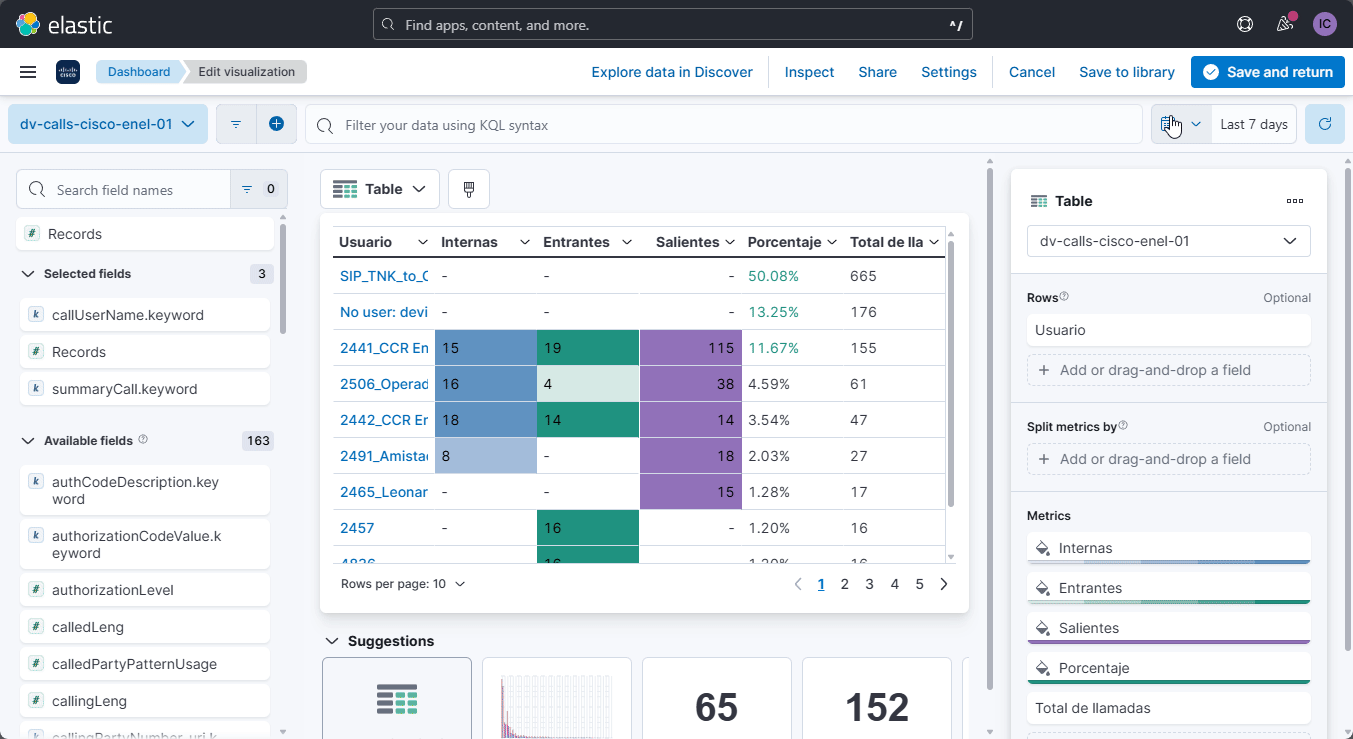 elastic
Find apps, content, and more.
^/
IC
CISCO
Dashboard
Edit visualization
Explore data in Discover
Inspect
Share
Settings
Cancel
Save to library
Save and return
dv-calls-cisco-enel-01
Filter your data using KQL syntax
Last 7 days
Search field names
0
# Records
Selected fields
3
k callUserName.keyword
# Records
k summaryCall.keyword
Available fields
163
k authCodeDescription.key
word
k authorizationCodeValue.k
eyword
# authorizationLevel
# calledLeng
# calledPartyPatternUsage
# callingLeng
k callingPartyNumber_uri.k
Table
Usuario Internas Entrantes Salientes Porcentaje Total de lla
SIP_TNK_to_C - - - 50.08% 665
No user: devi - - - 13.25% 176
2441_CCR En 15 19 115 11.67% 155
2506_Operad 16 4 38 4.59% 61
2442_CCR En 18 14 14 3.54% 47
2491_Amistad 8 - 18 2.03% 27
2465_Leonar - - 15 1.28% 17
2457 - 16 - 1.20% 16
4826 16 1.20% 16
Rows per page: 10
1 2 3 4 5
Suggestions
65
152
Table
dv-calls-cisco-enel-01
Rows
Optional
Usuario
+ Add or drag-and-drop a field
Split metrics by
Optional
+ Add or drag-and-drop a field
Metrics
Internas
Entrantes
Salientes
Porcentaje
Total de llamadas